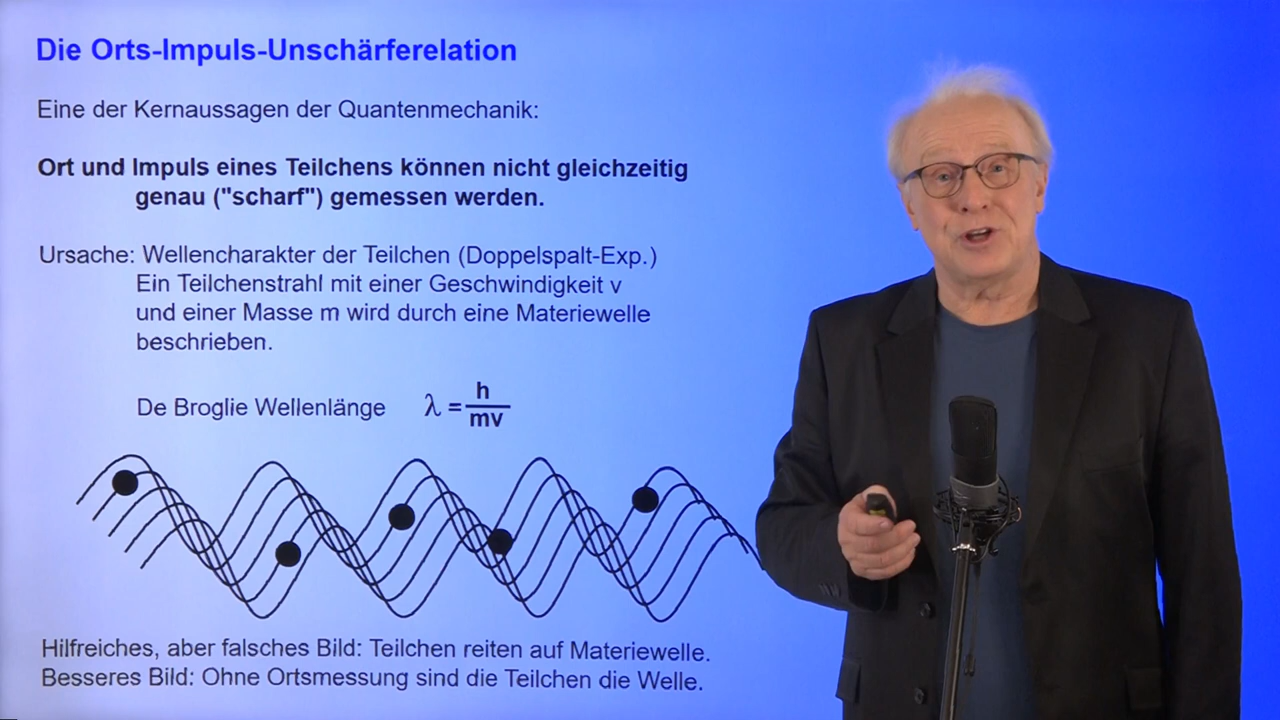 Die Orts-Impuls-Unschärferelation
Eine der Kernaussagen der Quantenmechanik:
Ort und Impuls eines Teilchens können nicht gleichzeitig
genau ("scharf") gemessen werden.
Ursache: Wellencharakter der Teilchen (Doppelspalt-Exp.)
Ein Teilchenstrahl mit einer Geschwindigkeit v
und einer Masse m wird durch eine Materiewelle
beschrieben.
De Broglie Wellenlänge λ = h/mv
Hilfreiches, aber falsches Bild: Teilchen reiten auf Materiewelle.
Besseres Bild: Ohne Ortsmessung sind die Teilchen die Welle.